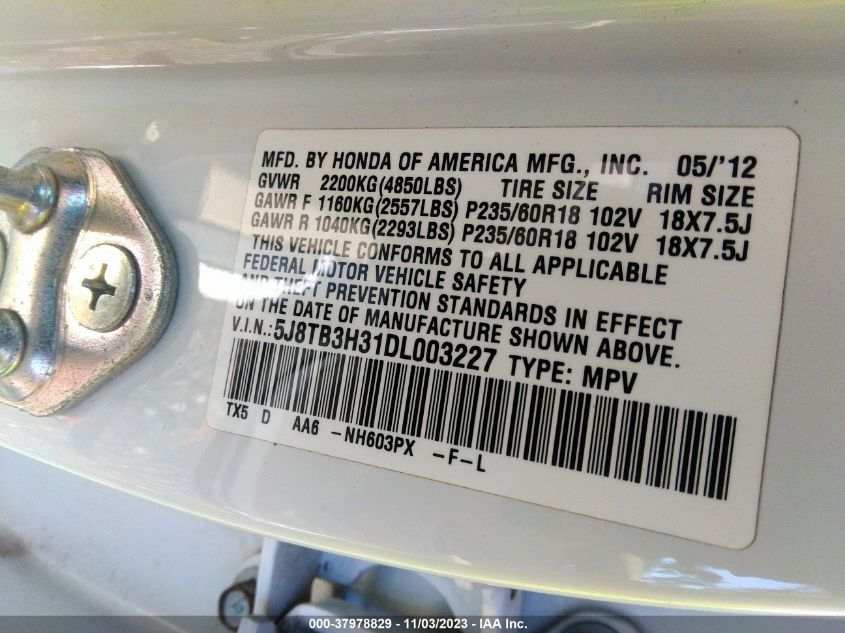 MFD. BY HONDA OF AMERICA MFG., INC. 05/'12
GVWR 2200KG(4850LBS) TIRE SIZE RIM SIZE
GAWR F 1160KG(2557LBS) P235/60R18 102V 18X7.5J
GAWR R 1040KG(2293LBS) P235/60R18 102V 18X7.5J
THIS VEHICLE CONFORMS TO ALL APPLICABLE
FEDERAL MOTOR VEHICLE SAFETY
AND THEFT PREVENTION STANDARDS IN EFFECT
ON THE DATE OF MANUFACTURE SHOWN ABOVE.
V.I.N.:5J8TB3H31DL003227 TYPE: MPV
TX5 D AA6 -NH603PX -F-L
000-37978829 - 11/03/2023 - IAA Inc.